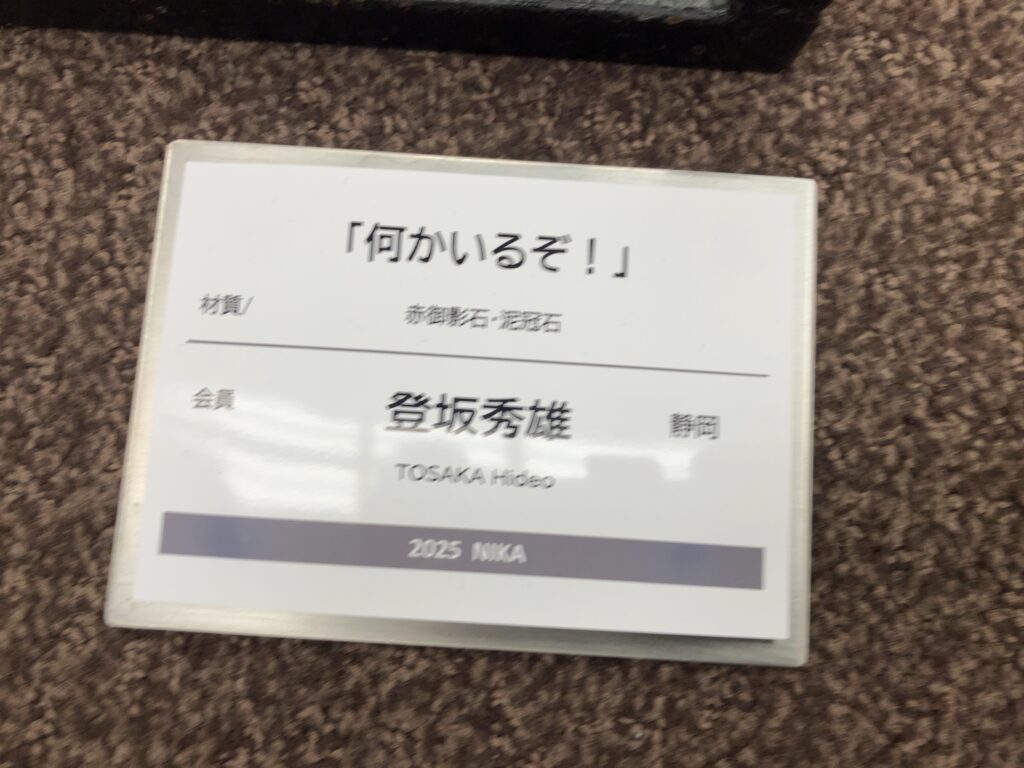 「何かいるぞ！」
材質/ 赤御影石・泥冠石
会員 登坂秀雄 静岡
TOSAKA Hideo
2025 NIKA